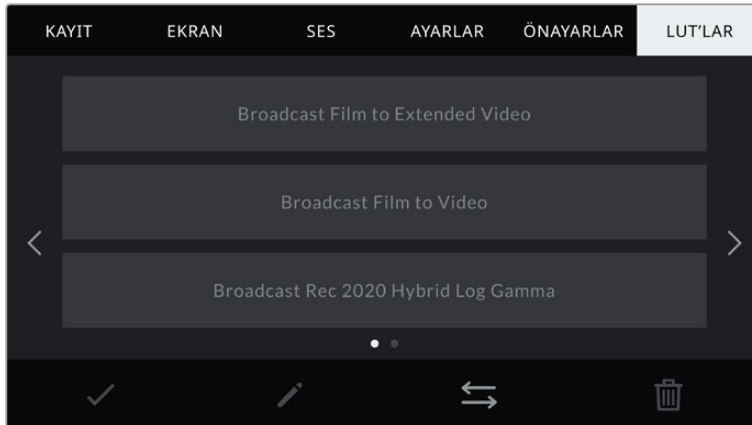 KAYIT EKRAN SES AYARLAR ÖNAYARLAR LUT’LAR
Broadcast Film to Extended Video
Broadcast Film to Video
Broadcast Rec 2020 Hybrid Log Gamma